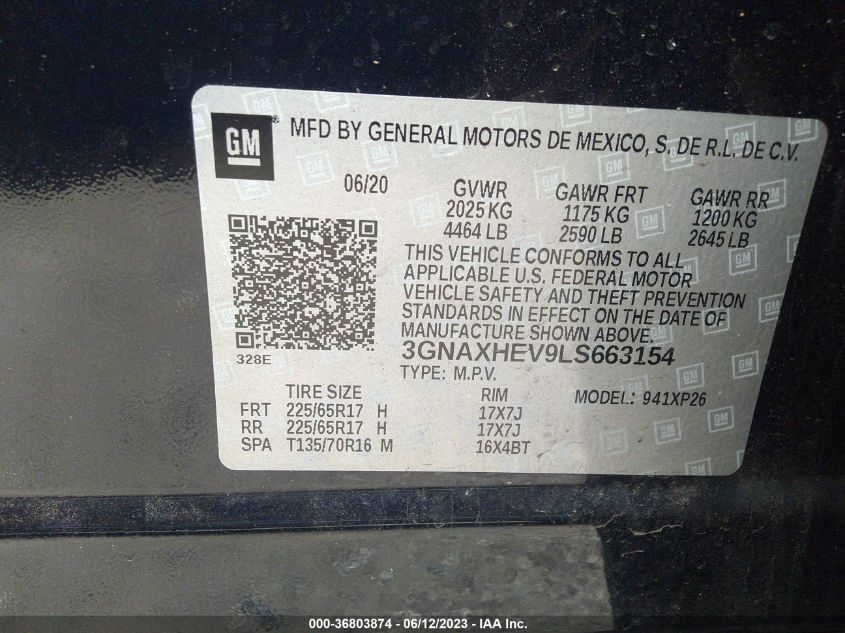 GM
MFD BY GENERAL MOTORS DE MEXICO, S. DE R.L. DE C.V.
06/20 GVWR GAWR FRT GAWR RR
2025 KG 1175 KG 1200 KG
4464 LB 2590 LB 2645 LB
THIS VEHICLE CONFORMS TO ALL
APPLICABLE U.S. FEDERAL MOTOR
VEHICLE SAFETY AND THEFT PREVENTION
STANDARDS IN EFFECT ON THE DATE OF
MANUFACTURE SHOWN ABOVE.
328E
3GNAXHEV9LS663154
TYPE: M.P.V.
TIRE SIZE RIM MODEL: 941XP26
FRT 225/65R17 H 17X7J
RR 225/65R17 H 17X7J
SPA T135/70R16 M 16X4BT
000-36803874 - 06/12/2023 - IAA Inc.